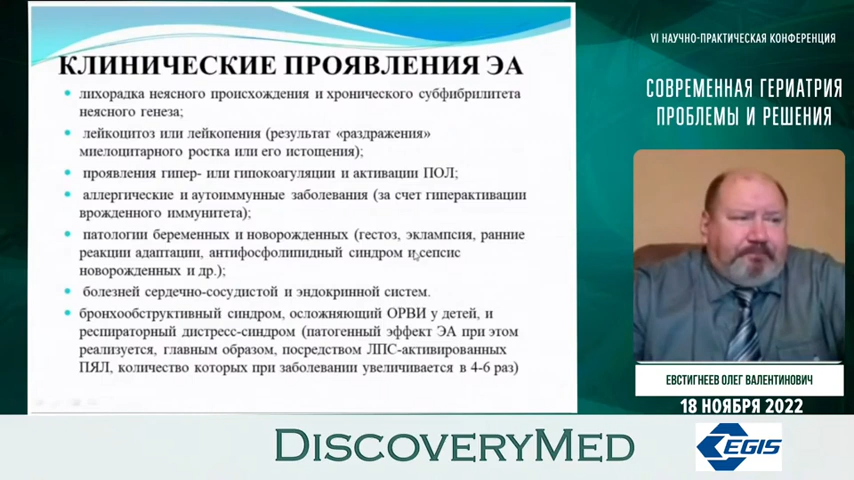 КЛИНИЧЕСКИЕ ПРОЯВЛЕНИЯ ЭА
лихорадка неясного происхождения и хронического субфибрилитета
неясного генеза;
лейкоцитоз или лейкопения (результат «раздражения»
миелоцитарного ростка или его истощения);
проявления гипер- или гипокоагуляции и активации ПОЛ;
аллергические и аутоиммунные заболевания (за счет гиперактивации
врожденного иммунитета);
патологии беременных и новорожденных (гестоз, эклампсия, ранние
реакции адаптации, антифосфолипидный синдром и сепсис
новорожденных и др.);
болезней сердечно-сосудистой и эндокринной систем.
бронхообструктивный синдром, осложняющий ОРВИ у детей, и
респираторный дистресс-синдром (патогенный эффект ЭА при этом
реализуется, главным образом, посредством ЛПС-активированных
ПЯЛ, количество которых при заболевании увеличивается в 4-6 раз)
VI НАУЧНО-ПРАКТИЧЕСКАЯ КОНФЕРЕНЦИЯ
СОВРЕМЕННАЯ ГЕРИАТРИЯ
ПРОБЛЕМЫ И РЕШЕНИЯ
ЕВСТИГНЕЕВ ОЛЕГ ВАЛЕНТИНОВИЧ
18 НОЯБРЯ 2022
DISCOVERYMED
EGIS